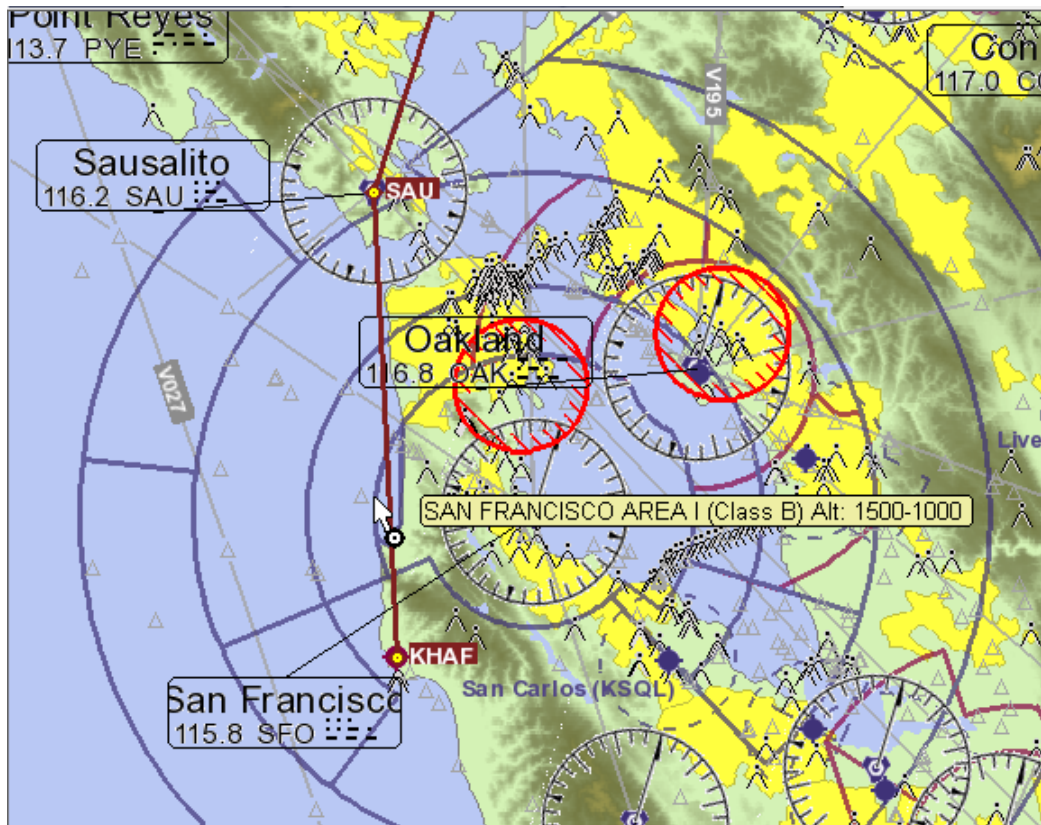 Point Reyes
113.7 PYE
Con
117.0 CO
V195
Sausalito
116.2 SAU
SAU
Oakland
116.8 OAK
V027
Live
SAN FRANCISCO AREA I (Class B) Alt: 1500-1000
KHAF
San Carlos (KSQL)
San Francisco
115.8 SFO